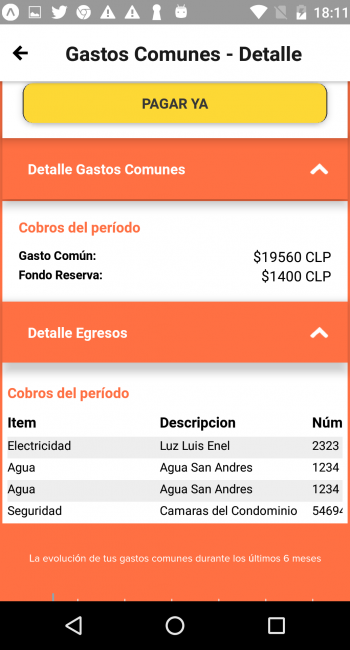 18:11
Gastos Comunes - Detalle
PAGAR YA
Detalle Gastos Comunes
Cobros del período
Gasto Común: $19560 CLP
Fondo Reserva: $1400 CLP
Detalle Egresos
Cobros del período
Item Descripcion Núm
Electricidad Luz Luis Enel 2323
Agua Agua San Andres 1234
Agua Agua San Andres 1234
Seguridad Camaras del Condominio 54694
La evolución de tus gastos comunes durante los últimos 6 meses